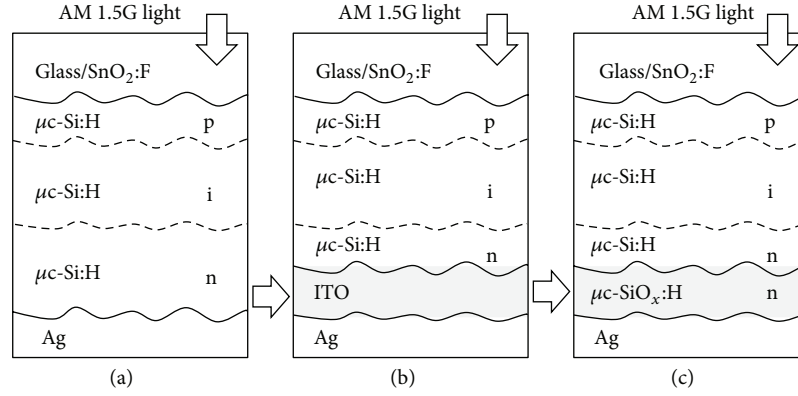 AM 1.5G light
Glass/SnO₂:F
μc-Si:H p
μc-Si:H i
μc-Si:H n
Ag
(a)
AM 1.5G light
Glass/SnO₂:F
μc-Si:H p
μc-Si:H i
μc-Si:H n
ITO
Ag
(b)
AM 1.5G light
Glass/SnO₂:F
μc-Si:H p
μc-Si:H i
μc-Si:H n
μc-SiOₓ:H n
Ag
(c)